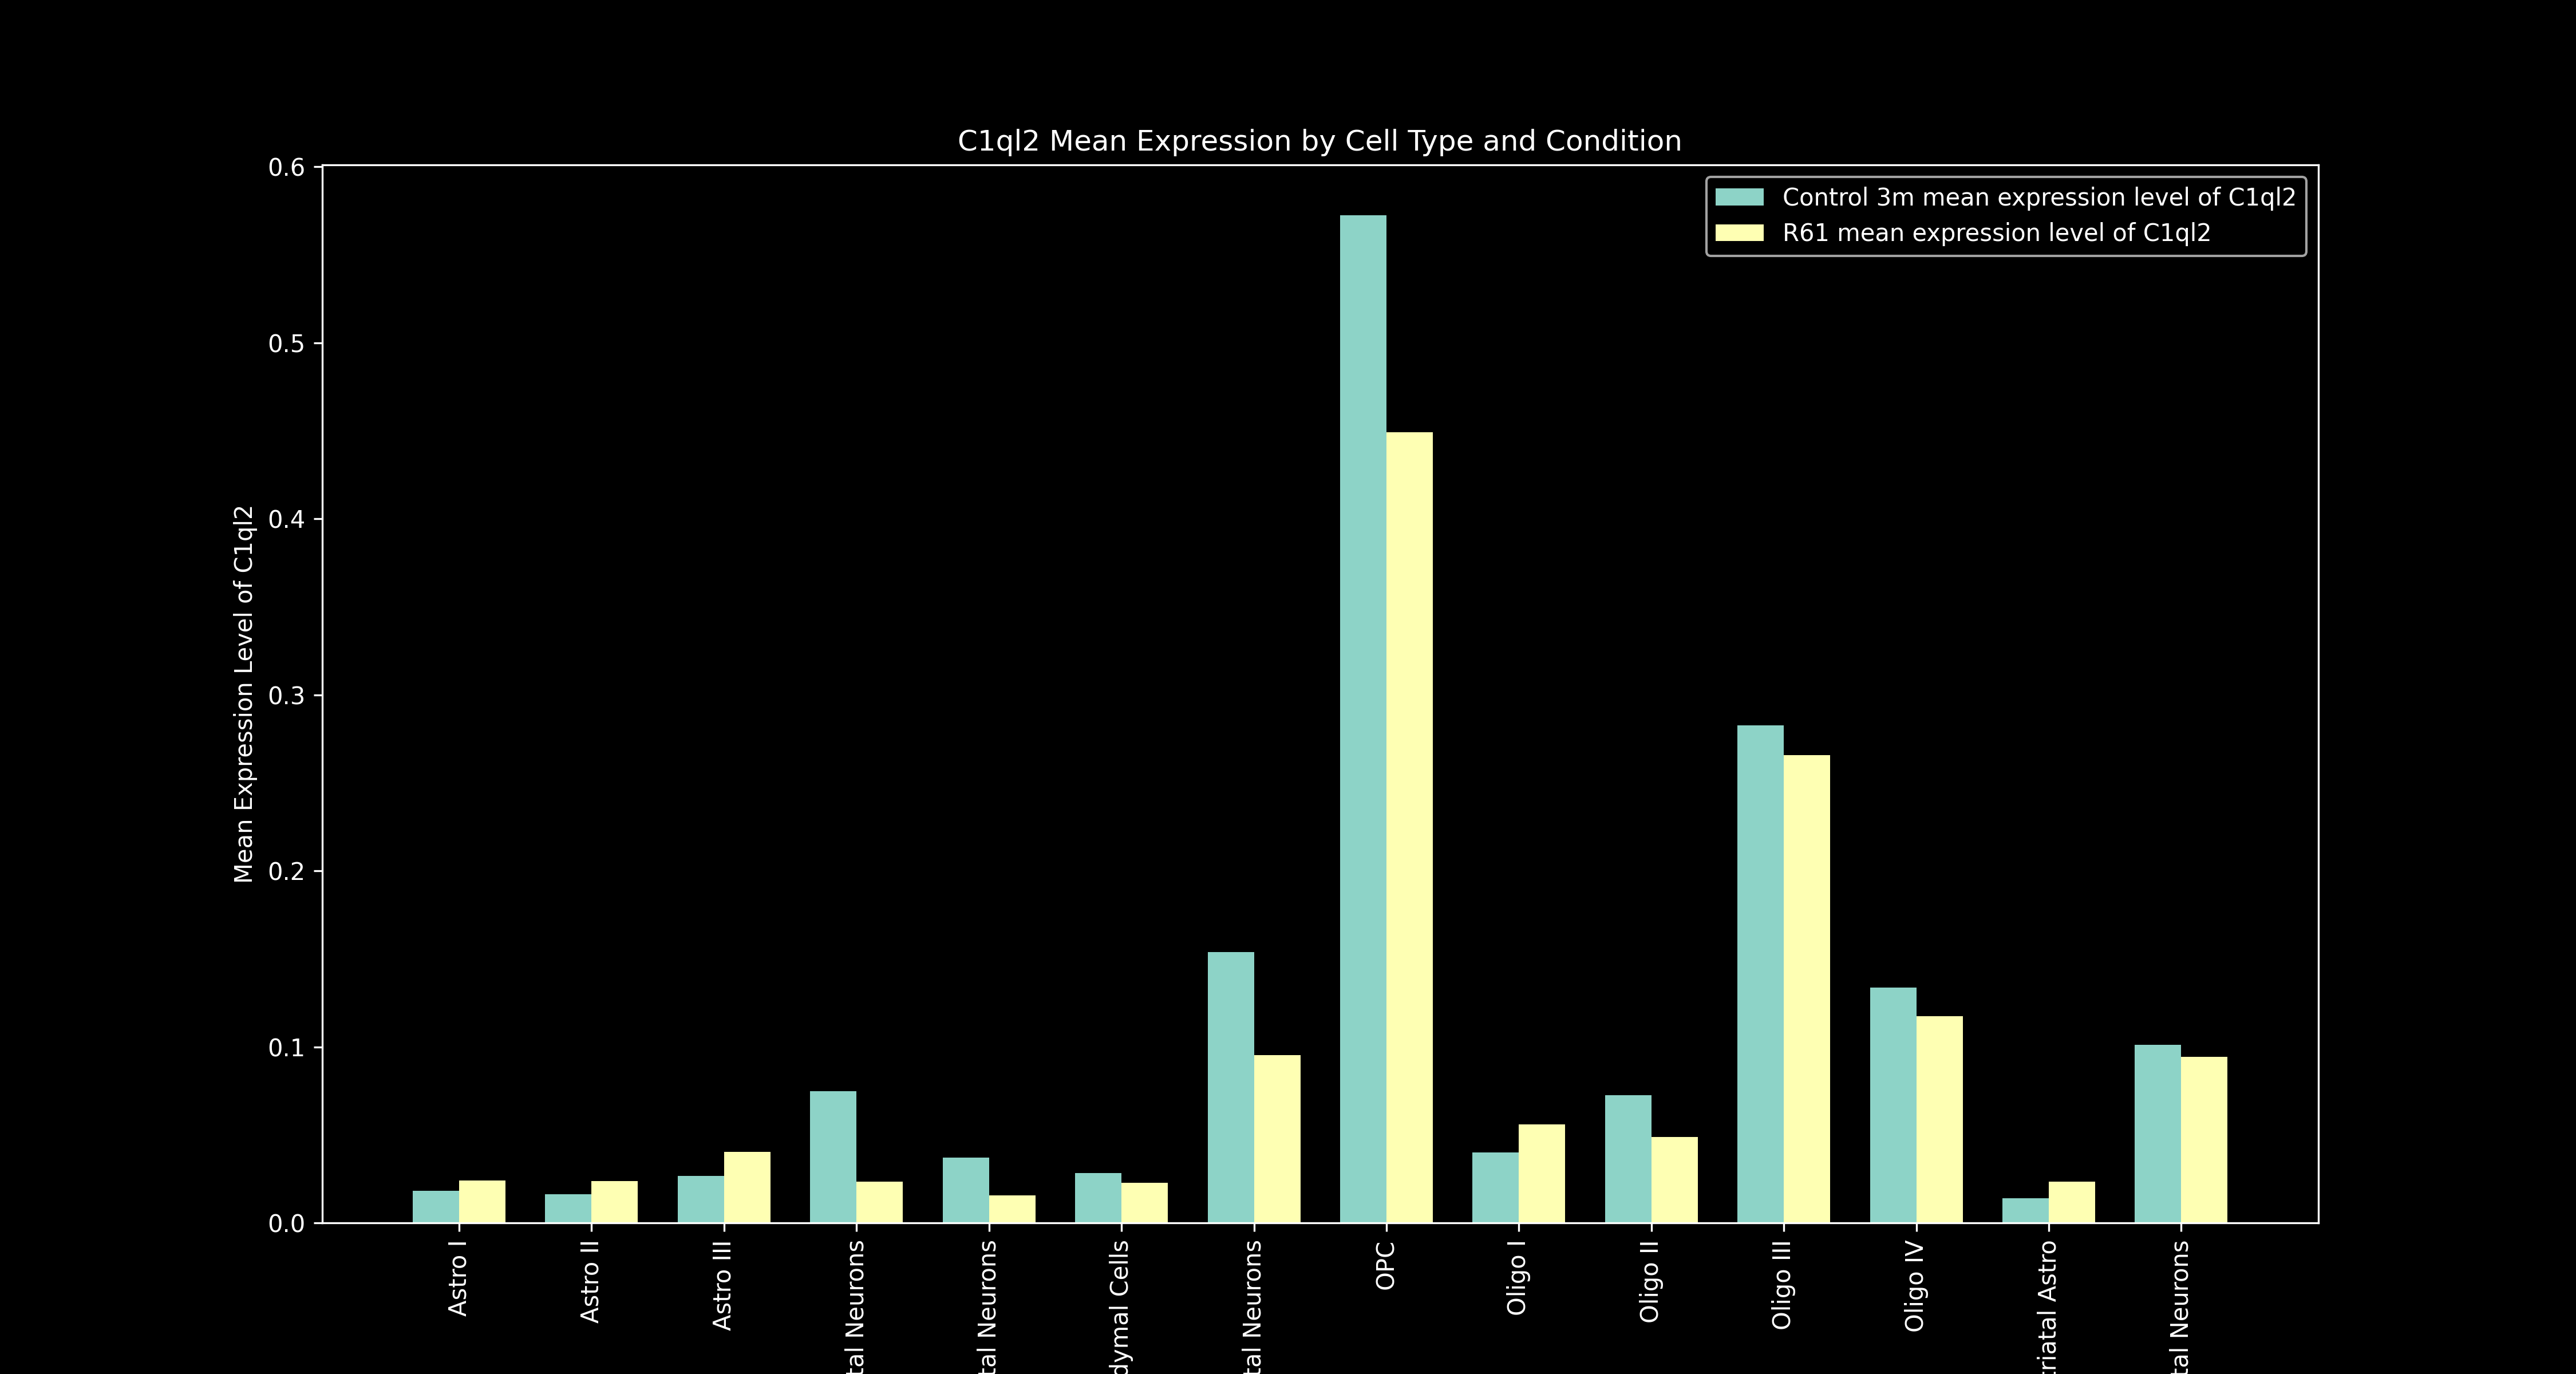 C1ql2 Mean Expression by Cell Type and Condition
Control 3m mean expression level of C1ql2
R61 mean expression level of C1ql2
Mean Expression Level of C1ql2
0.6
0.5
0.4
0.3
0.2
0.1
0.0
Astro I
Astro II
Astro III
Neurons
Neurons
Cells
Neurons
OPC
Oligo I
Oligo II
Oligo III
Oligo IV
Astro
Neurons